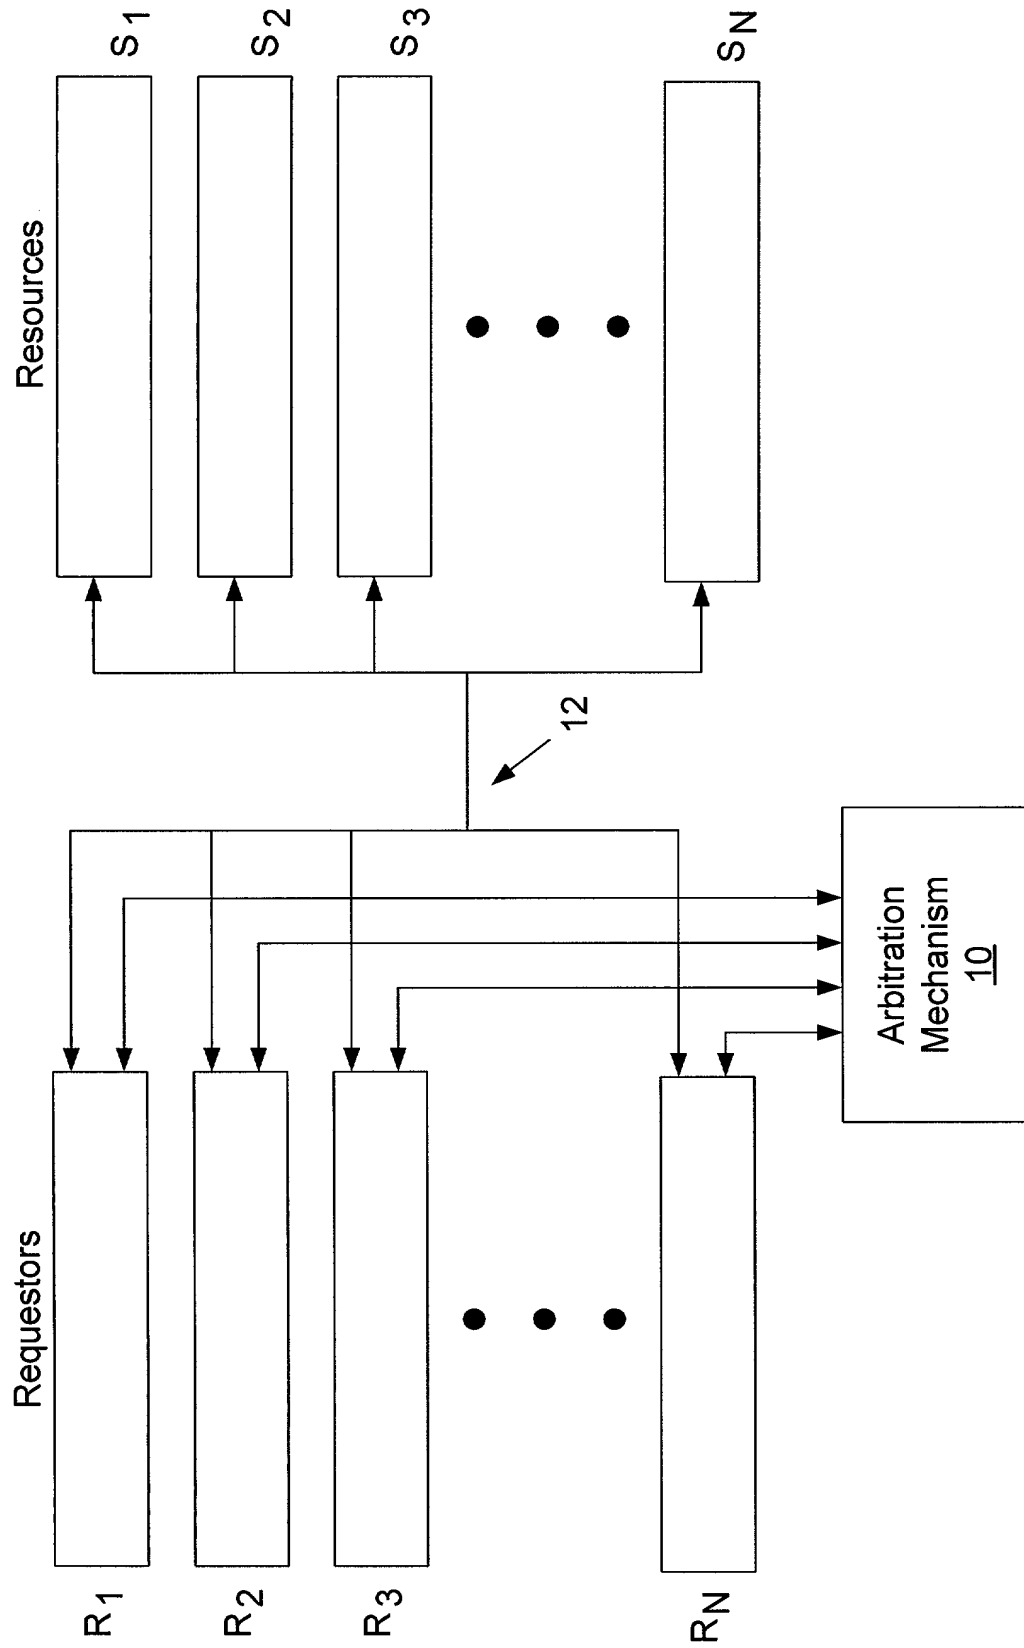 Requestors
Resources
R1
S1
R2
S2
R3
S3
RN
SN
12
Arbitration
Mechanism
10